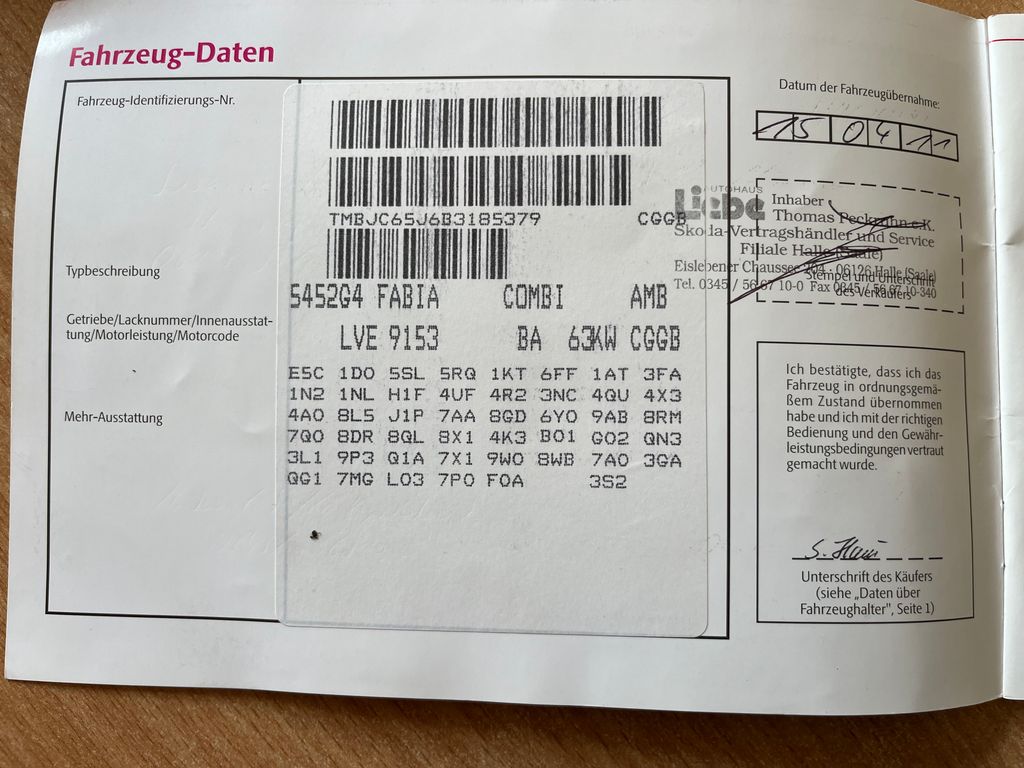 Fahrzeug-Daten
Fahrzeug-Identifizierungs-Nr.
TMBJC65J6B3185379 CGGB
Typbeschreibung
5452G4 FABIA COMBI AMB
Getriebe/Lacknummer/Innenausstat-
tung/Motorleistung/Motorcode
LVE 9153 BA 63KW CGGB
Mehr-Ausstattung
E5C 1D0 5SL 5RQ 1KT 6FF 1AT 3FA
1N2 1NL H1F 4UF 4R2 3NC 4QU 4X3
4A0 8L5 J1P 7AA 8GD 6Y0 9AB 8RM
7Q0 8DR 8QL 8X1 4K3 B01 G02 QN3
3L1 9P3 Q1A 7X1 9W0 8WB 7A0 3GA
QG1 7MG L03 7P0 F0A 3S2
Datum der Fahrzeugübernahme:
15 04 11
AUTOHAUS
Liebe
Inhaber
Thomas Peckmann e.K.
Skoda-Vertragshändler und Service
Filiale Halle (Saale)
Eislebener Chaussee 204 · 06126 Halle (Saale)
Tel. 0345 / 56 67 10-0 Fax 0345 / 56 67 10-340
Stempel und Unterschrift
des Verkäufers
Ich bestätigte, dass ich das
Fahrzeug in ordnungsgemä-
ßem Zustand übernommen
habe und ich mit der richtigen
Bedienung und den Gewähr-
leistungsbedingungen vertraut
gemacht wurde.
Unterschrift des Käufers
(siehe „Daten über
Fahrzeughalter", Seite 1)